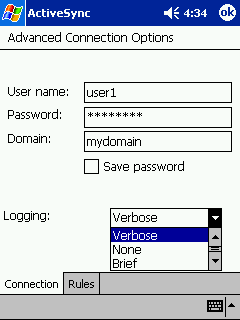 ActiveSync 4:34 ok
Advanced Connection Options
User name: user1
Password: ********
Domain: mydomain
Save password
Logging: Verbose
Verbose
None
Brief
Connection Rules